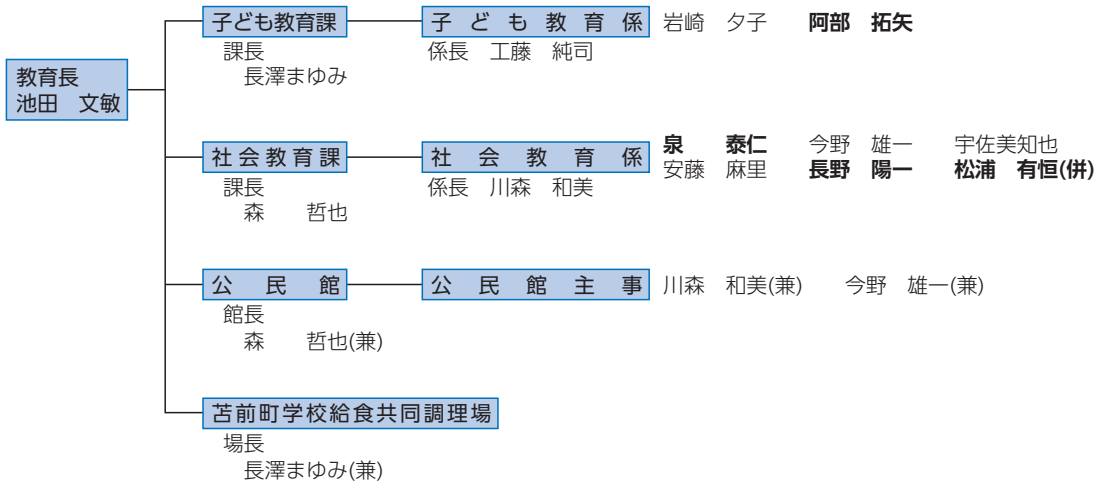 教育長
池田　文敏
子ども教育課
課長
長澤まゆみ
子ども教育係
係長　工藤　純司
岩崎　夕子　阿部　拓矢
社会教育課
課長
森　哲也
社会教育係
係長　川森　和美
泉　泰仁　今野　雄一　宇佐美知也
安藤　麻里　長野　陽一　松浦　有恒(併)
公民館
館長
森　哲也(兼)
公民館主事
川森　和美(兼)　今野　雄一(兼)
苫前町学校給食共同調理場
場長
長澤まゆみ(兼)